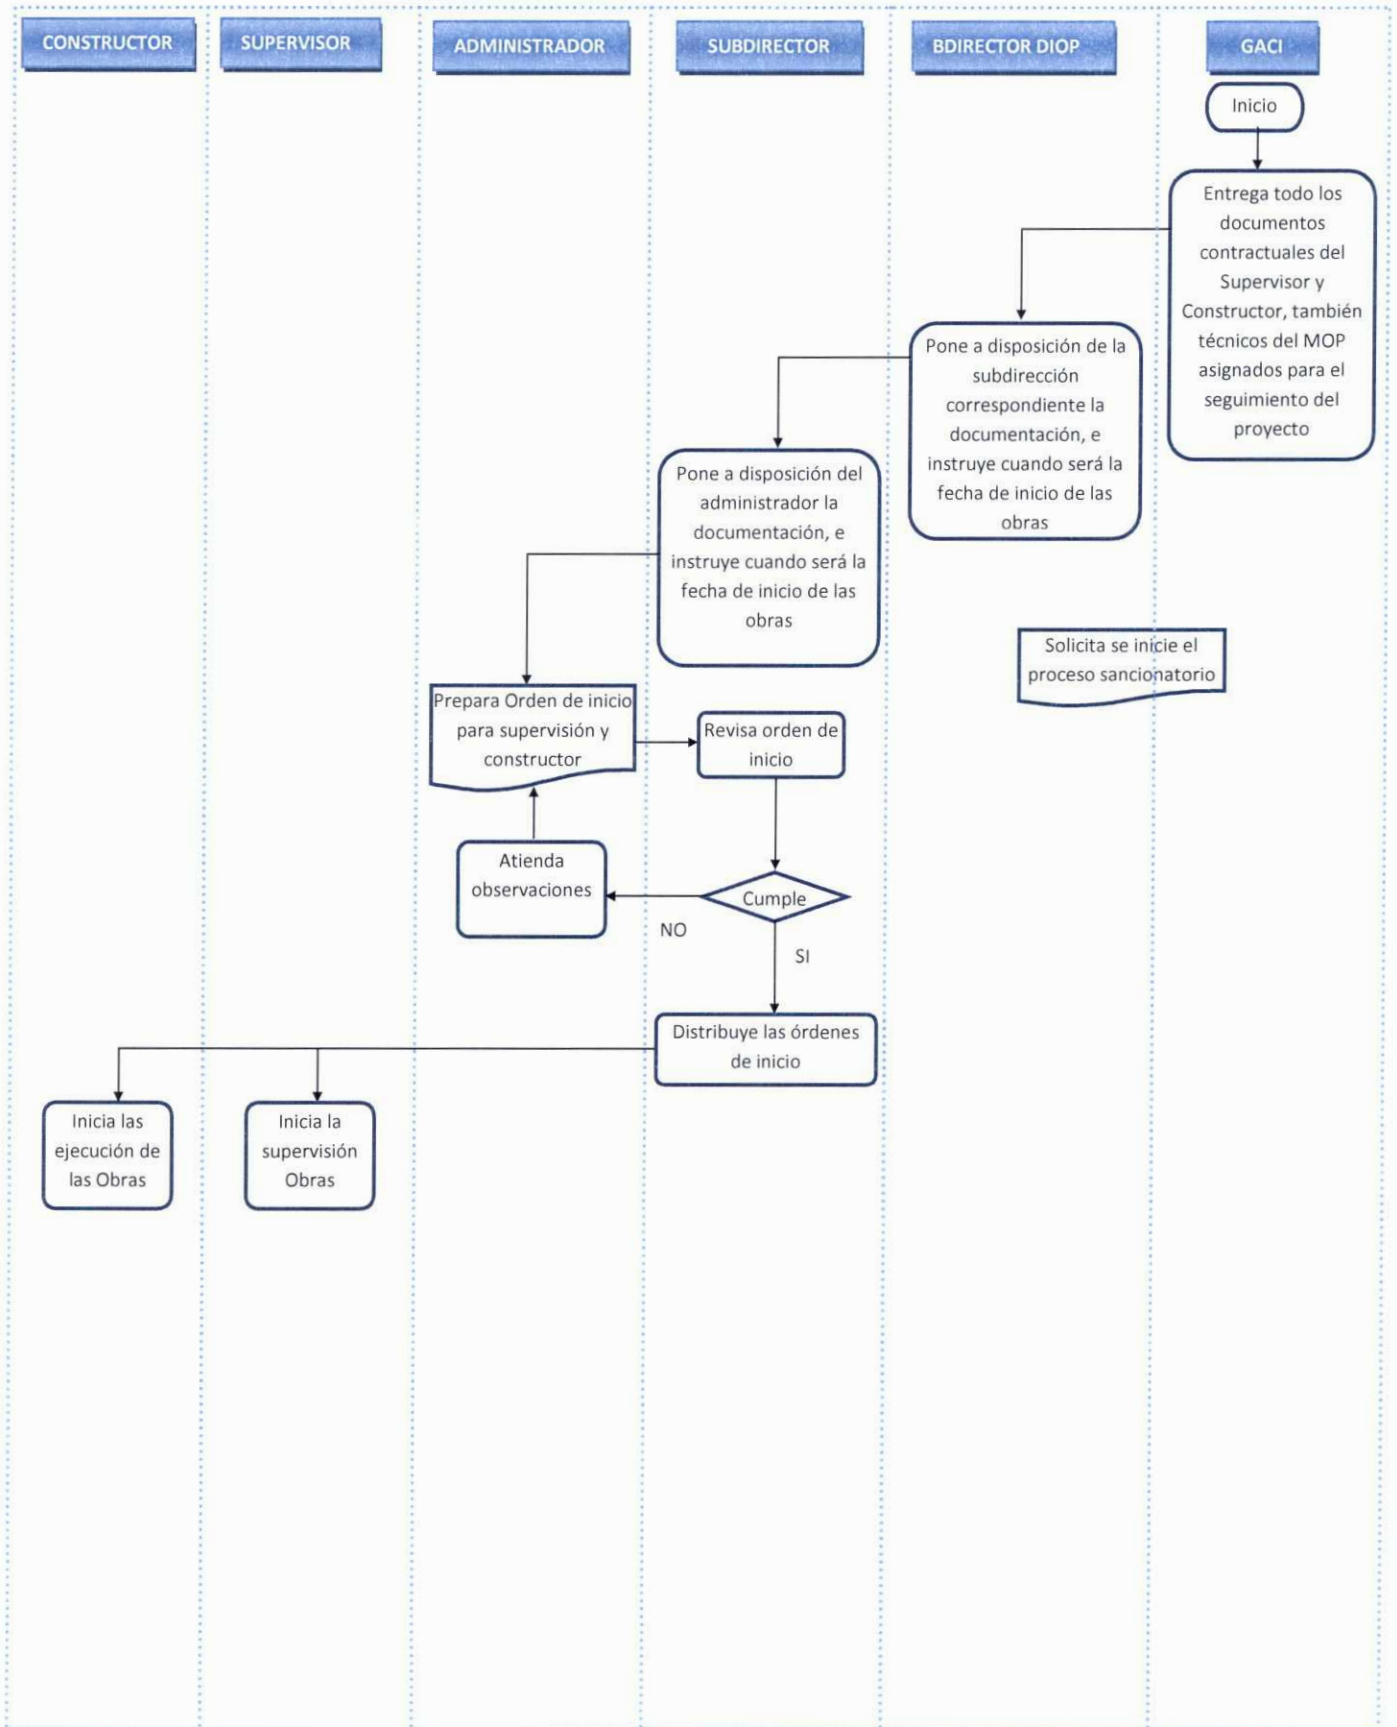 CONSTRUCTOR
SUPERVISOR
ADMINISTRADOR
SUBDIRECTOR
BDIRECTOR DIOP
GACI
Inicio
Entrega todo los
documentos
contractuales del
Supervisor y
Constructor, también
técnicos del MOP
asignados para el
seguimiento del
proyecto
Pone a disposición de la
subdirección
correspondiente la
documentación, e
instruye cuando será la
fecha de inicio de las
obras
Pone a disposición del
administrador la
documentación, e
instruye cuando será la
fecha de inicio de las
obras
Solicita se inicie el
proceso sancionatorio
Prepara Orden de inicio
para supervisión y
constructor
Revisa orden de
inicio
Atienda
observaciones
Cumple
NO
SI
Distribuye las órdenes
de inicio
Inicia las
ejecución de
las Obras
Inicia la
supervisión
Obras